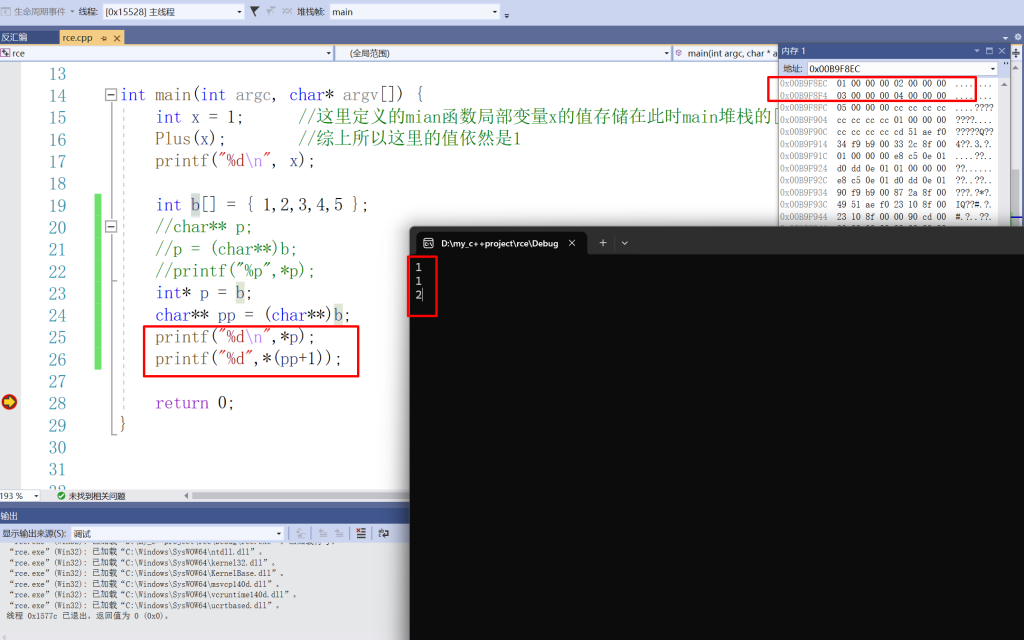 生命周期事件 线程: [0x15528] 主线程 堆栈帧: main
反汇编 rce.cpp
rce (全局范围) main(int argc, char * a
13
14 int main(int argc, char* argv[]) {
15 int x = 1; //这里定义的mian函数局部变量x的值存储在此时main堆栈的[
16 Plus(x); //综上所以这里的值依然是1
17 printf("%d\n", x);
18
19 int b[] = { 1,2,3,4,5 };
20 //char** p;
21 //p = (char**)b;
22 //printf("%p",*p);
23 int* p = b;
24 char** pp = (char**)b;
25 printf("%d\n",*p);
26 printf("%d",*(pp+1));
27
28 return 0;
29 }
30
31
内存 1
地址: 0x00B9F8EC
0x00B9F8EC 01 00 00 00 02 00 00 00 ........
0x00B9F8F4 03 00 00 00 04 00 00 00 ........
0x00B9F8FC 05 00 00 00 cc cc cc cc ....????
0x00B9F904 cc cc cc cc 01 00 00 00 ????....
0x00B9F90C cc cc cc cc cd 51 ae f0 ?????Q??
0x00B9F914 34 f9 b9 00 33 2c 8f 00 4??.3,?.
0x00B9F91C 01 00 00 00 e8 c5 0e 01 ....??..
0x00B9F924 d0 dd 0e 01 01 00 00 00 ??......
0x00B9F92C e8 c5 0e 01 d0 dd 0e 01 ??..??..
0x00B9F934 90 f9 b9 00 87 2a 8f 00 ???.?*?.
0x00B9F93C 49 51 ae f0 23 10 8f 00 IQ??#.?.
0x00B9F944 23 10 8f 00 00 90 cd 00 #.?..??.
D:\my_c++project\rce\Debug
1
1
2
193 % 未找到相关问题
输出
显示输出来源(S): 调试
“rce.exe”(Win32): 已加载“C:\Windows\SysWOW64\ntdll.dll”。
“rce.exe”(Win32): 已加载“C:\Windows\SysWOW64\kernel32.dll”。
“rce.exe”(Win32): 已加载“C:\Windows\SysWOW64\KernelBase.dll”。
“rce.exe”(Win32): 已加载“C:\Windows\SysWOW64\msvcp140d.dll”。
“rce.exe”(Win32): 已加载“C:\Windows\SysWOW64\vcruntime140d.dll”。
“rce.exe”(Win32): 已加载“C:\Windows\SysWOW64\ucrtbased.dll”。
线程 0x1577c 已退出，返回值为 0 (0x0)。